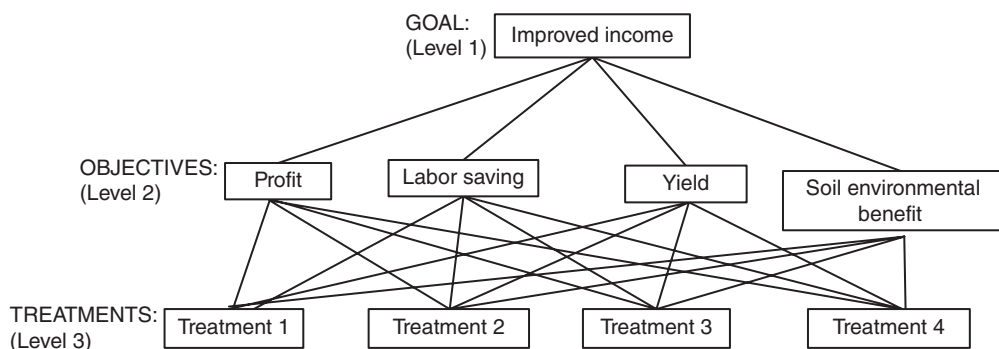 GOAL:
(Level 1)
Improved income
OBJECTIVES:
(Level 2)
Profit
Labor saving
Yield
Soil environmental
benefit
TREATMENTS:
(Level 3)
Treatment 1
Treatment 2
Treatment 3
Treatment 4